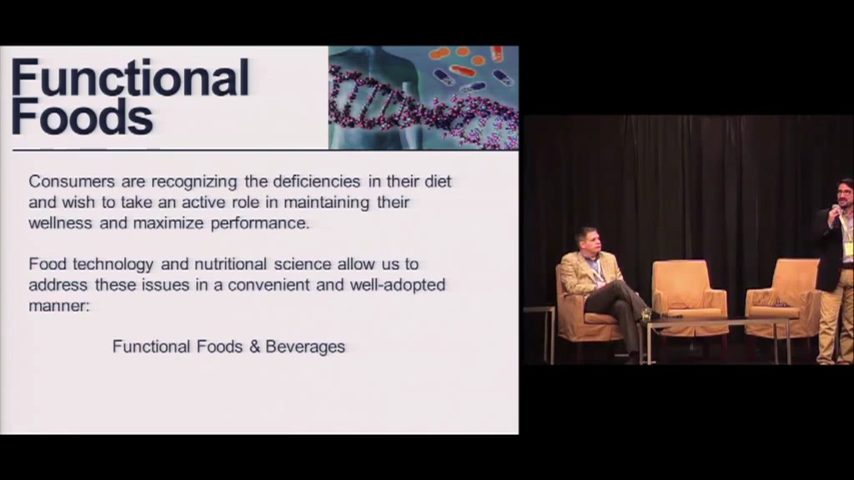 Functional
Foods
Consumers are recognizing the deficiencies in their diet
and wish to take an active role in maintaining their
wellness and maximize performance.
Food technology and nutritional science allow us to
address these issues in a convenient and well-adopted
manner:
Functional Foods & Beverages